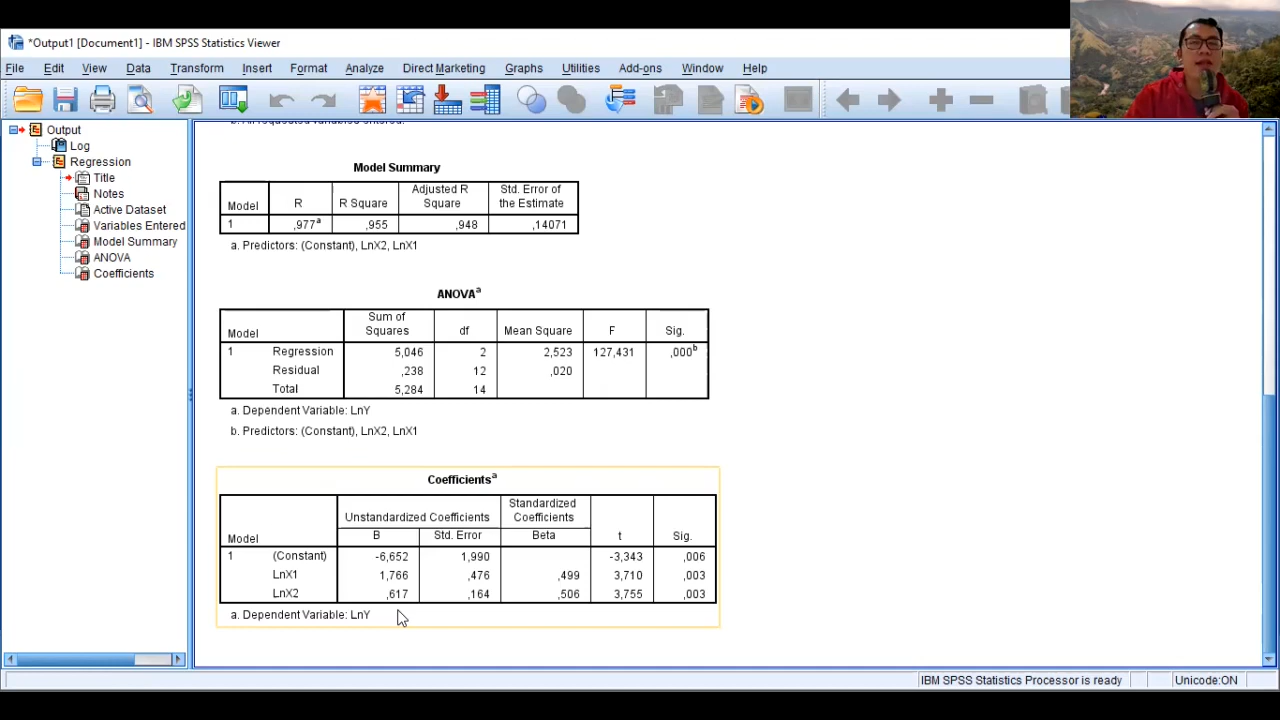 *Output1 [Document1] - IBM SPSS Statistics Viewer
File Edit View Data Transform Insert Format Analyze Direct Marketing Graphs Utilities Add-ons Window Help
Output
Log
Regression
Title
Notes
Active Dataset
Variables Entered
Model Summary
ANOVA
Coefficients
b. All requested variables entered.
Model Summary
Model R R Square Adjusted R Square Std. Error of the Estimate
1 ,977a ,955 ,948 ,14071
a. Predictors: (Constant), LnX2, LnX1
ANOVAa
Model Sum of Squares df Mean Square F Sig.
1 Regression 5,046 2 2,523 127,431 ,000b
Residual ,238 12 ,020
Total 5,284 14
a. Dependent Variable: LnY
b. Predictors: (Constant), LnX2, LnX1
Coefficientsa
Unstandardized Coefficients Standardized Coefficients
Model B Std. Error Beta t Sig.
1 (Constant) -6,652 1,990 -3,343 ,006
LnX1 1,766 ,476 ,499 3,710 ,003
LnX2 ,617 ,164 ,506 3,755 ,003
a. Dependent Variable: LnY
IBM SPSS Statistics Processor is ready Unicode:ON